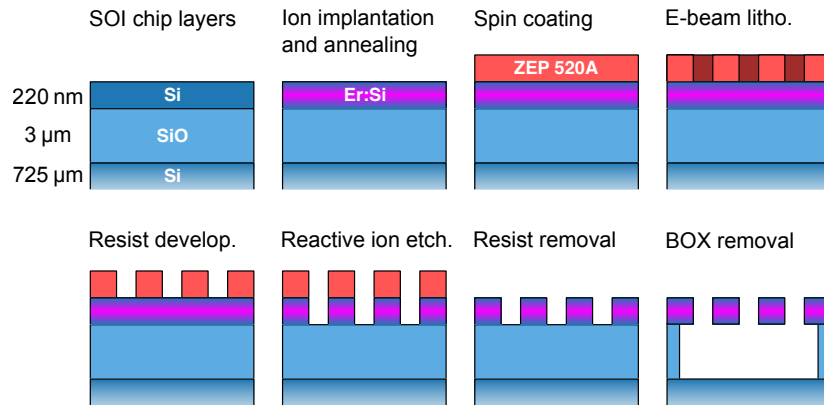 SOI chip layers
Ion implantation
and annealing
Spin coating
E-beam litho.
ZEP 520A
220 nm
Si
Er:Si
3 µm
SiO
725 µm
Si
Resist develop.
Reactive ion etch.
Resist removal
BOX removal